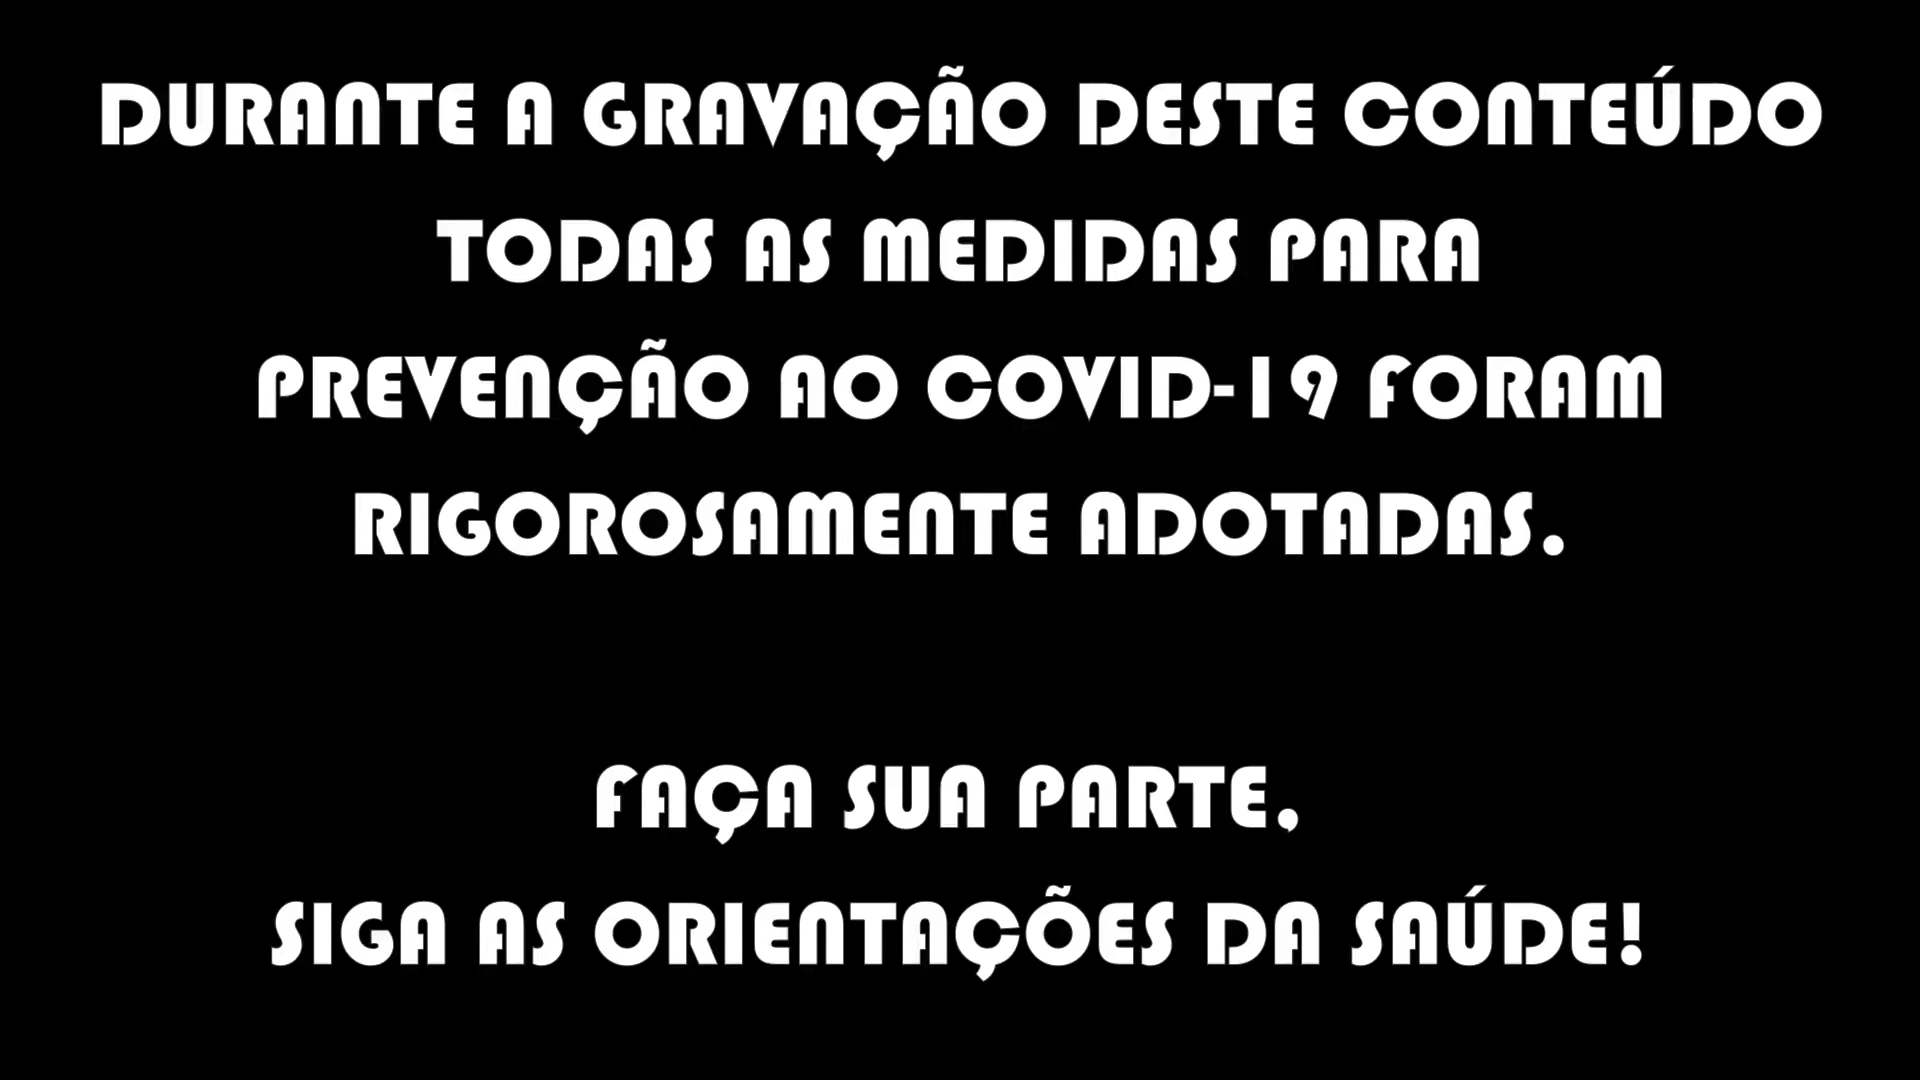 DURANTE A GRAVAÇÃO DESTE CONTEÚDO
TODAS AS MEDIDAS PARA
PREVENÇÃO AO COVID-19 FORAM
RIGOROSAMENTE ADOTADAS.
FAÇA SUA PARTE,
SIGA AS ORIENTAÇÕES DA SAÚDE!